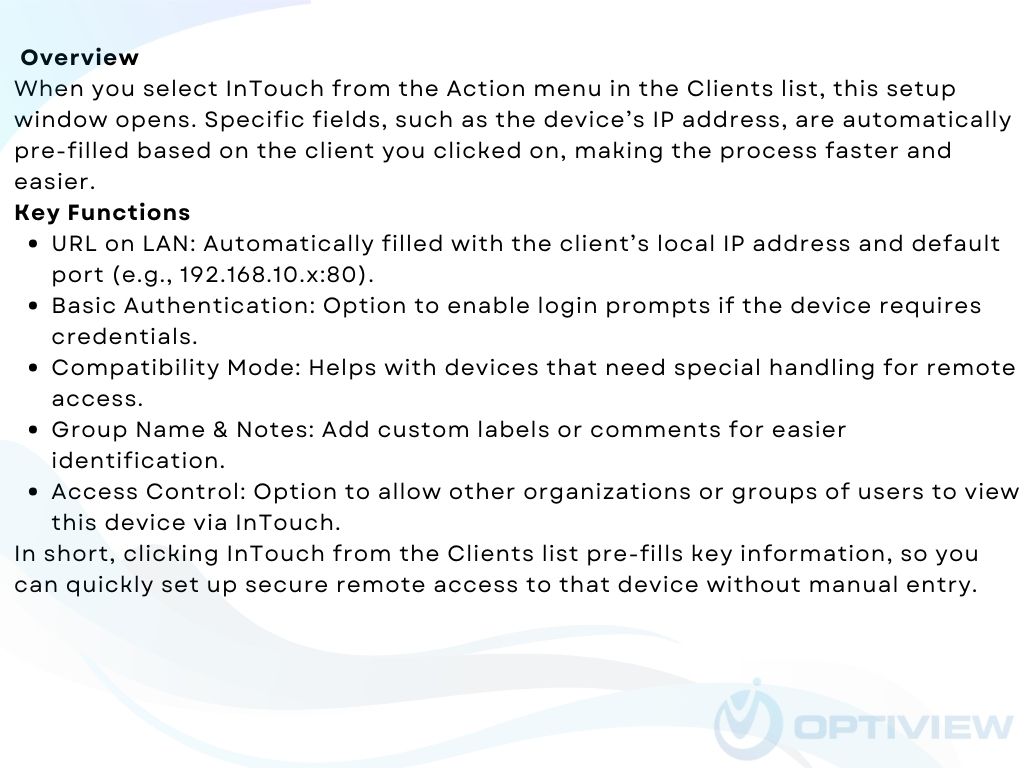 Overview
When you select InTouch from the Action menu in the Clients list, this setup
window opens. Specific fields, such as the device’s IP address, are automatically
pre-filled based on the client you clicked on, making the process faster and
easier.
Key Functions
• URL on LAN: Automatically filled with the client’s local IP address and default
port (e.g., 192.168.10.x:80).
• Basic Authentication: Option to enable login prompts if the device requires
credentials.
• Compatibility Mode: Helps with devices that need special handling for remote
access.
• Group Name & Notes: Add custom labels or comments for easier
identification.
• Access Control: Option to allow other organizations or groups of users to view
this device via InTouch.
In short, clicking InTouch from the Clients list pre-fills key information, so you
can quickly set up secure remote access to that device without manual entry.
OPTIVIEW